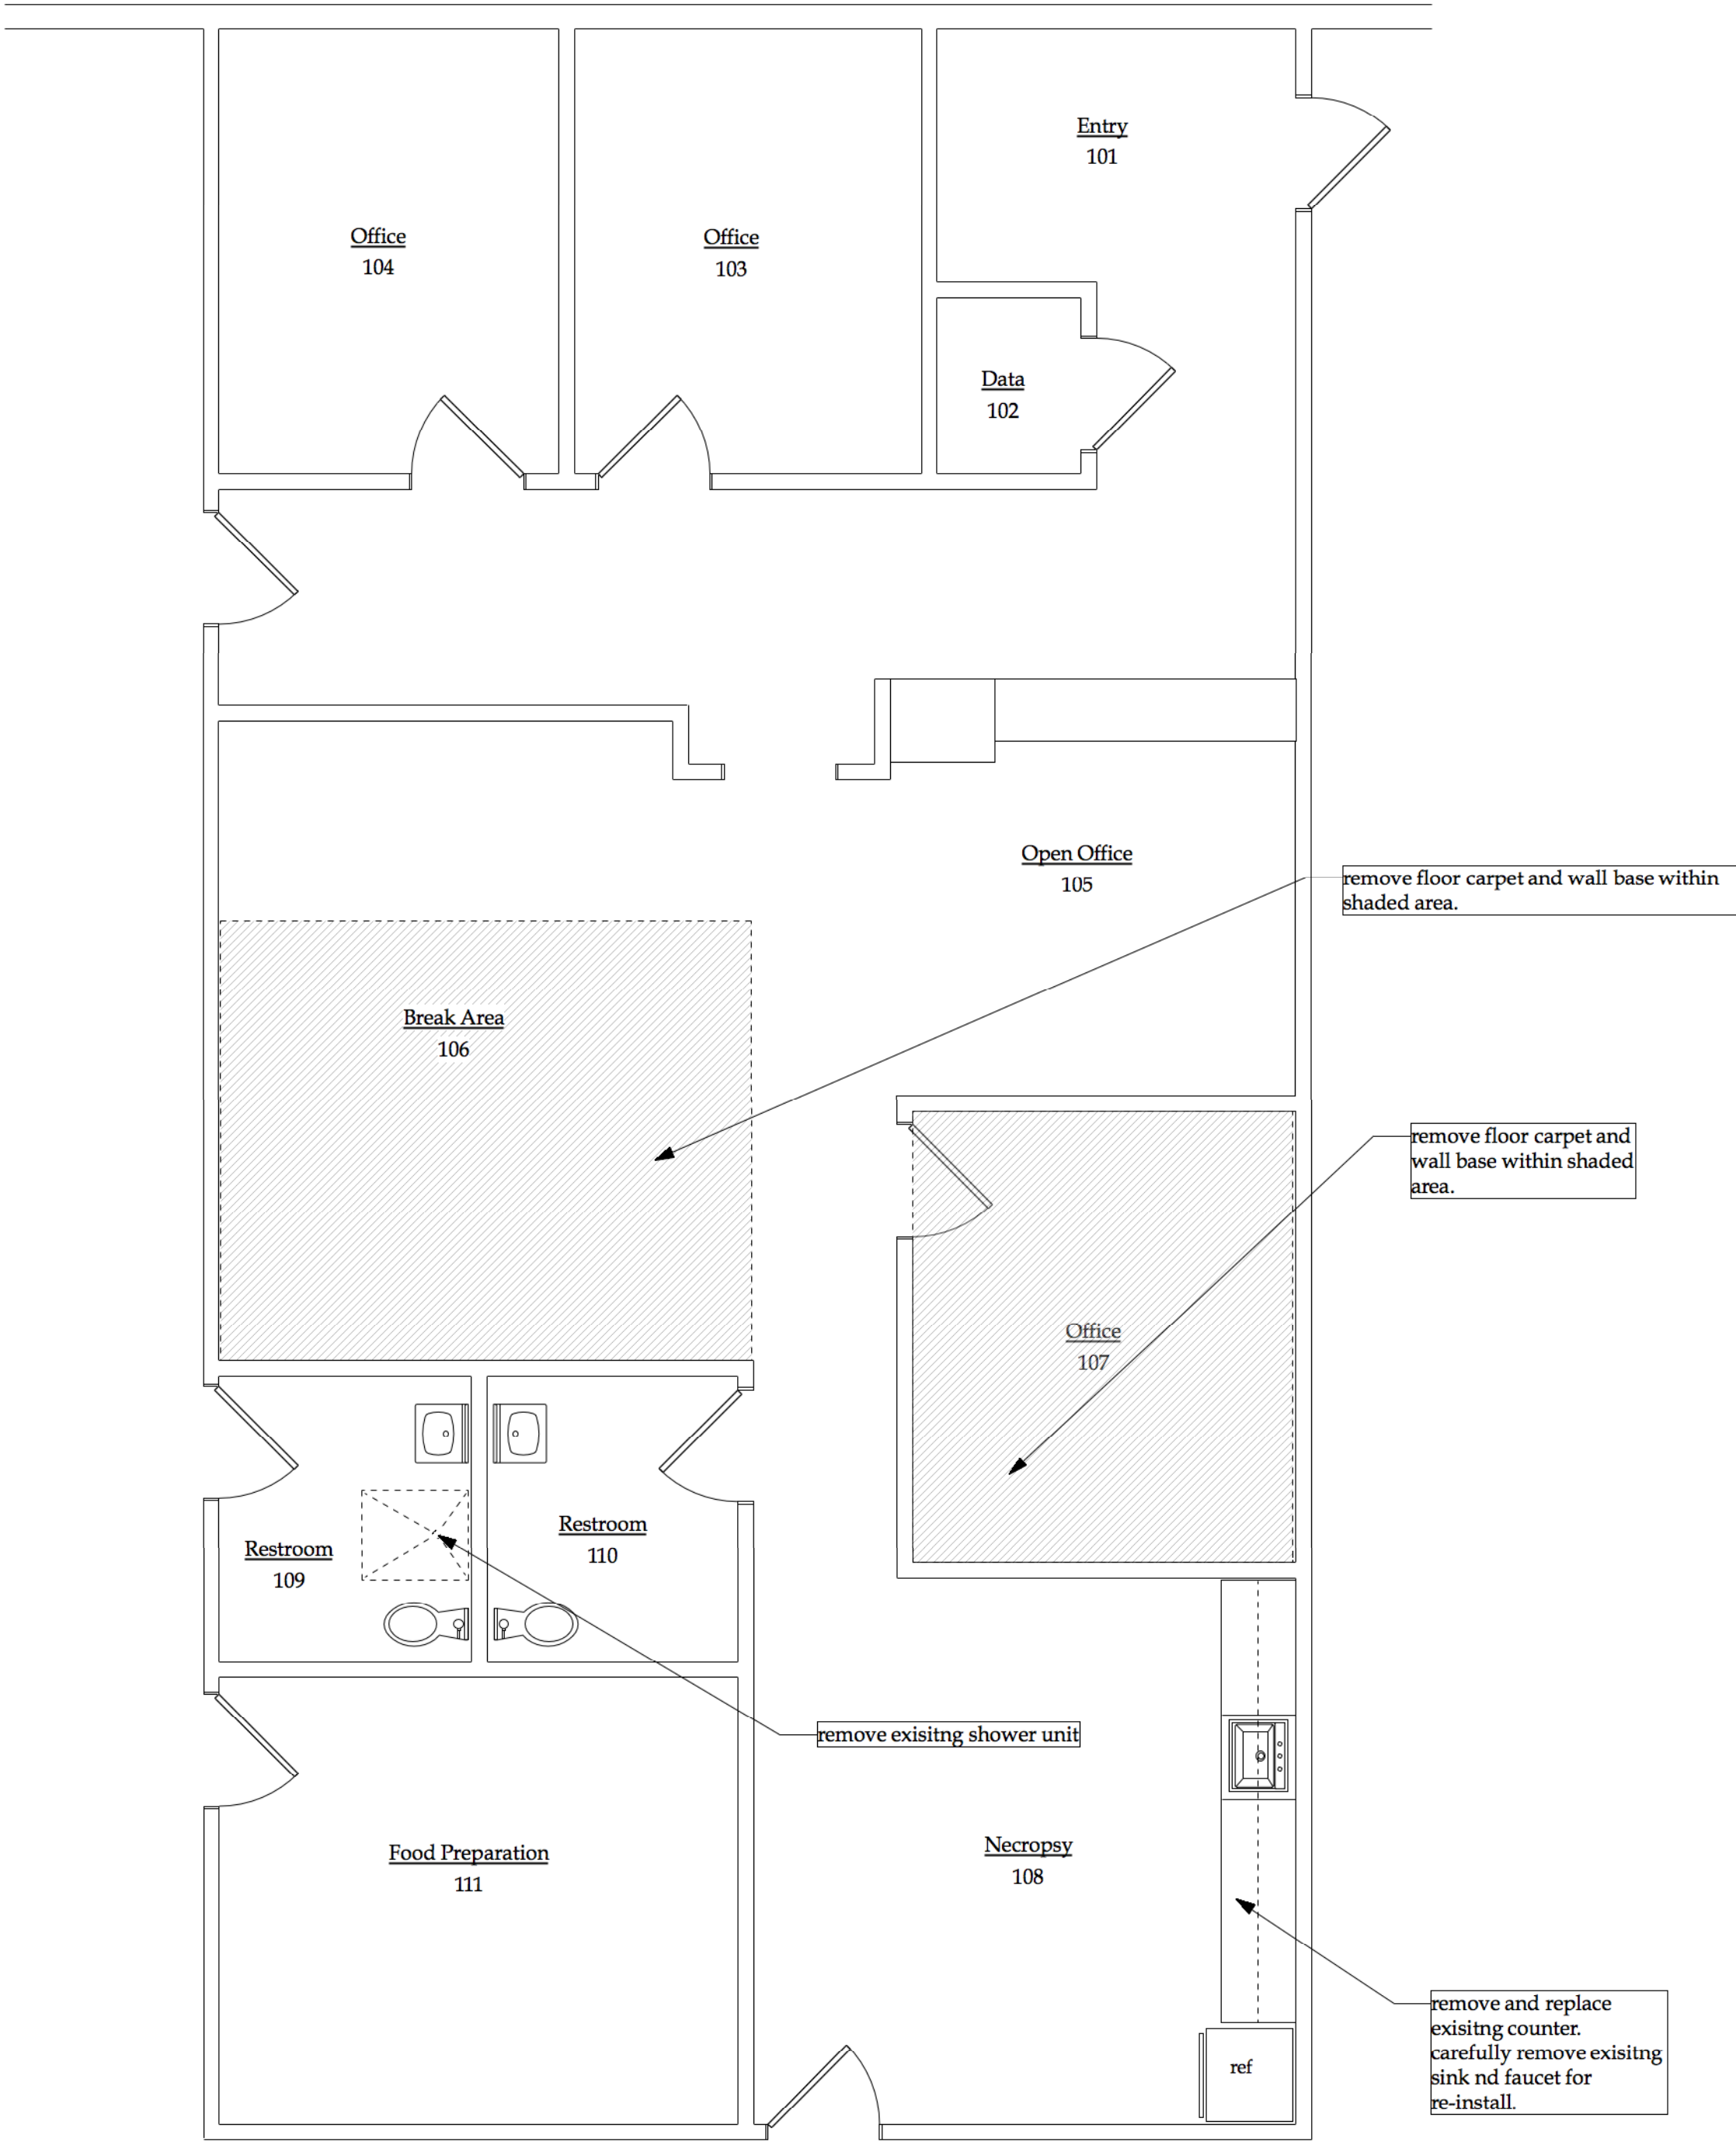 Entry
101
Office
104
Office
103
Data
102
Open Office
105
remove floor carpet and wall base within
shaded area.
Break Area
106
remove floor carpet and
wall base within shaded
area.
Office
107
Restroom
109
Restroom
110
remove exisitng shower unit
Food Preparation
111
Necropsy
108
remove and replace
exisitng counter.
carefully remove exisitng
sink nd faucet for
re-install.
ref